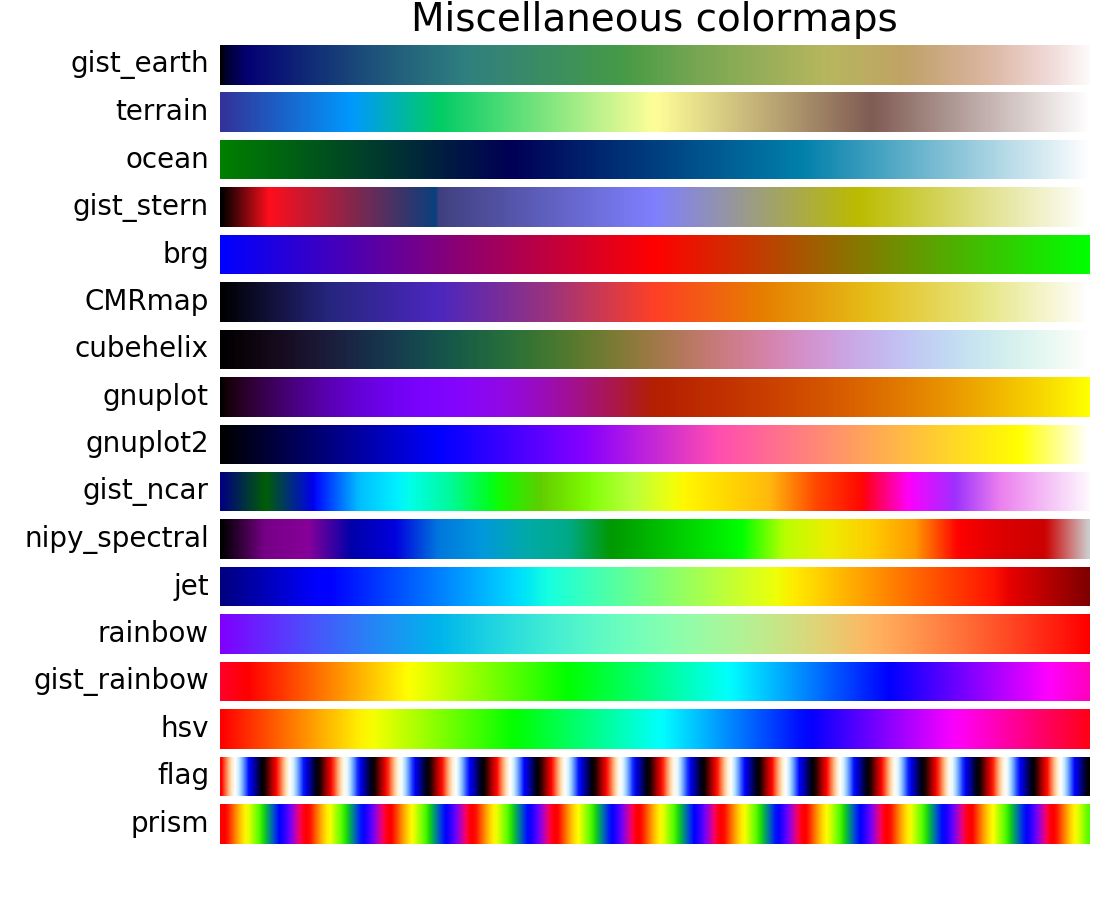 Miscellaneous colormaps
gist_earth
terrain
ocean
gist_stern
brg
CMRmap
cubehelix
gnuplot
gnuplot2
gist_ncar
nipy_spectral
jet
rainbow
gist_rainbow
hsv
flag
prism